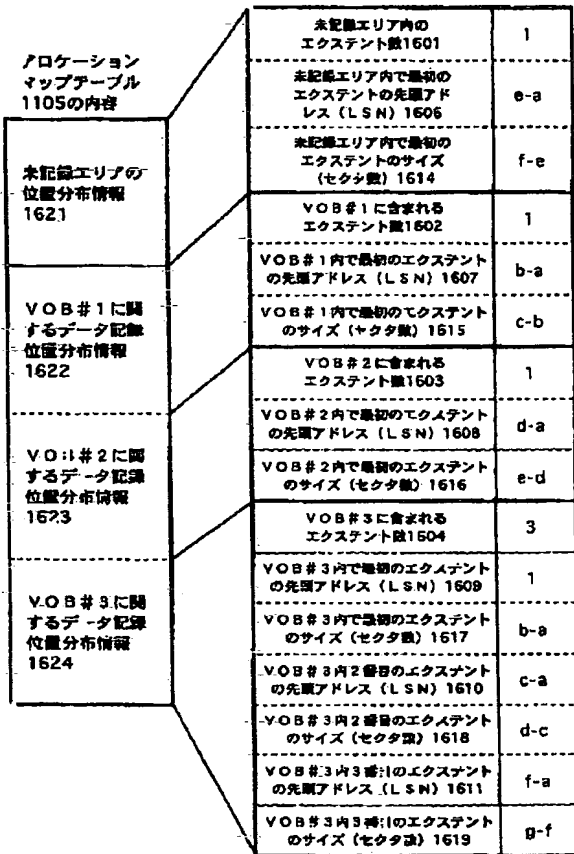 アロケーション
マップテーブル
1105の内容
未記録エリアの
位置分布情報
1621
VOB#1に関
するデータ記録
位置分布情報
1622
VOB#2に関
するデータ記録
位置分布情報
1623
VOB#3に関
するデータ記録
位置分布情報
1624
未記録エリア内の
エクステント数1601
1
未記録エリア内で最初の
エクステントの先頭アド
レス(LSN)1606
e-a
未記録エリア内で最初の
エクステントのサイズ
(セクタ数)1614
f-e
VOB#1に含まれる
エクステント数1602
1
VOB#1内で最初のエクステント
の先頭アドレス(LSN)1607
b-a
VOB#1内で最初のエクステント
のサイズ(セクタ数)1615
c-b
VOB#2に含まれる
エクステント数1603
1
VOB#2内で最初のエクステント
の先頭アドレス(LSN)1608
d-a
VOB#2内で最初のエクステント
のサイズ(セクタ数)1616
e-d
VOB#3に含まれる
エクステント数1604
3
VOB#3内で最初のエクステント
の先頭アドレス(LSN)1609
1
VOB#3内で最初のエクステント
のサイズ(セクタ数)1617
b-a
VOB#3内2番目のエクステント
の先頭アドレス(LSN)1610
c-a
VOB#3内2番目のエクステント
のサイズ(セクタ数)1618
d-c
VOB#3内3番目のエクステント
の先頭アドレス(LSN)1611
f-a
VOB#3内3番目のエクステント
のサイズ(セクタ数)1619
g-f